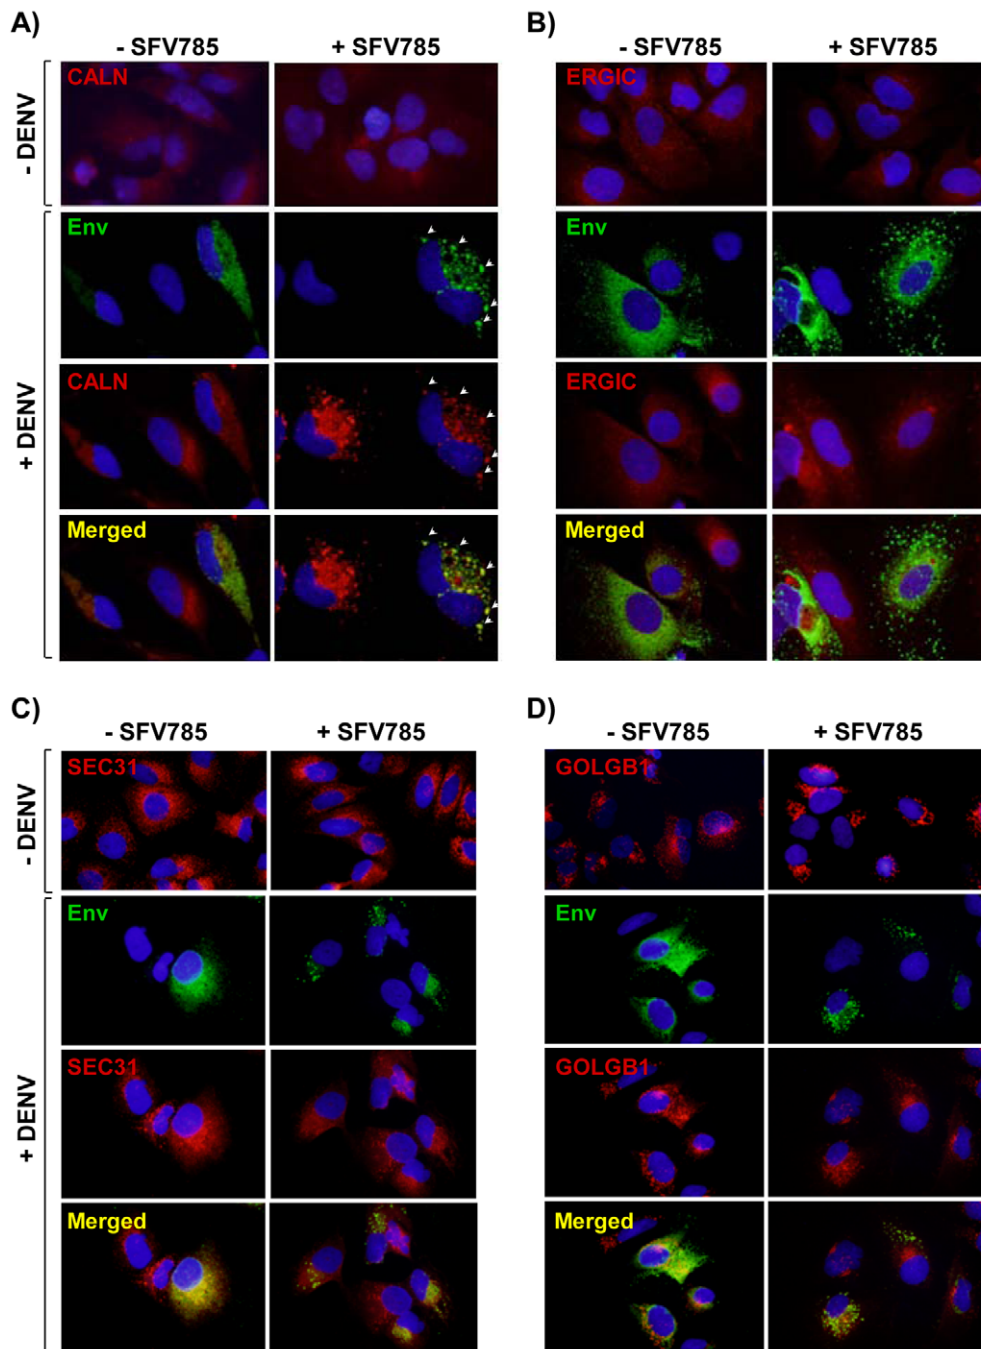 A)
- SFV785
+ SFV785
- DENV
CALN
+ DENV
Env
CALN
Merged
B)
- SFV785
+ SFV785
ERGIC
Env
ERGIC
Merged
C)
- SFV785
+ SFV785
- DENV
SEC31
+ DENV
Env
SEC31
Merged
D)
- SFV785
+ SFV785
GOLGB1
Env
GOLGB1
Merged